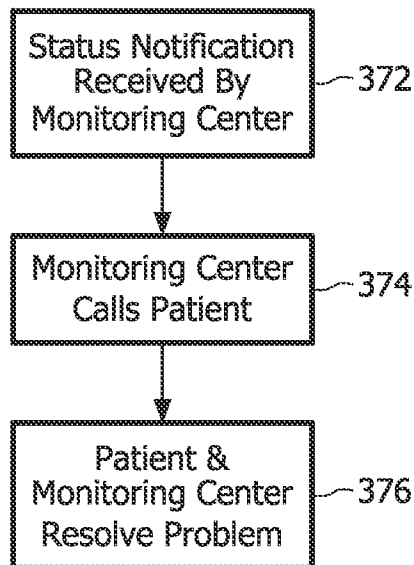 Status Notification
Received By
Monitoring Center
372
Monitoring Center
Calls Patient
374
Patient &
Monitoring Center
Resolve Problem
376